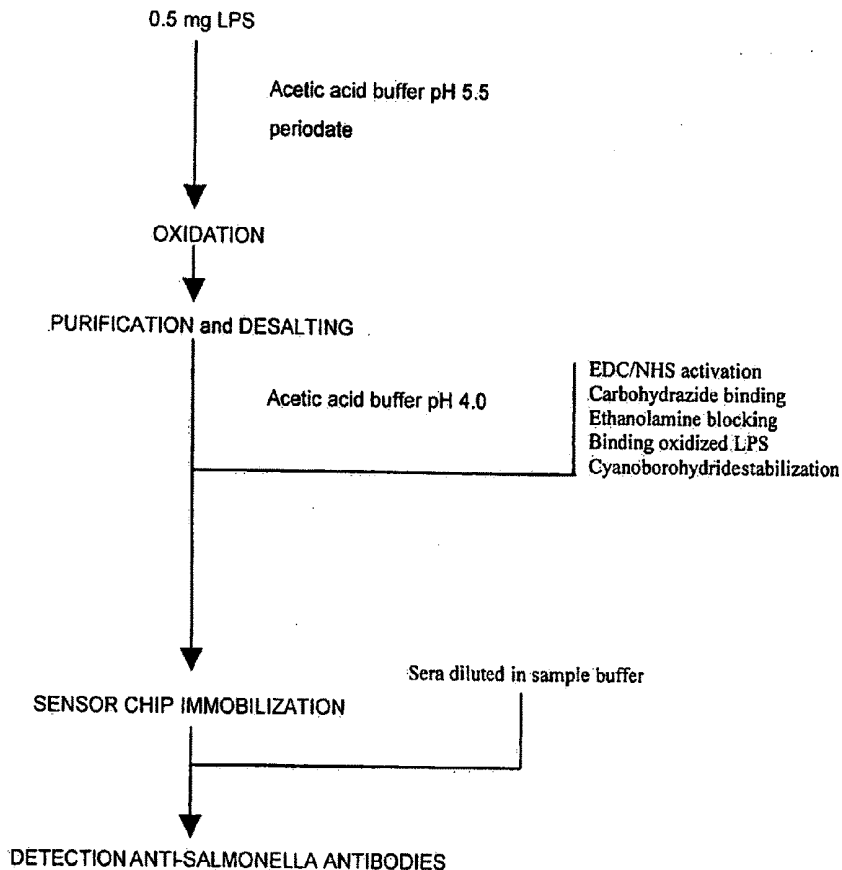 0.5 mg LPS
Acetic acid buffer pH 5.5
periodate
OXIDATION
PURIFICATION and DESALTING
Acetic acid buffer pH 4.0
EDC/NHS activation
Carbohydrazide binding
Ethanolamine blocking
Binding oxidized LPS
Cyanoborohydridestabilization
Sera diluted in sample buffer
SENSOR CHIP IMMOBILIZATION
DETECTION ANTI-SALMONELLA ANTIBODIES